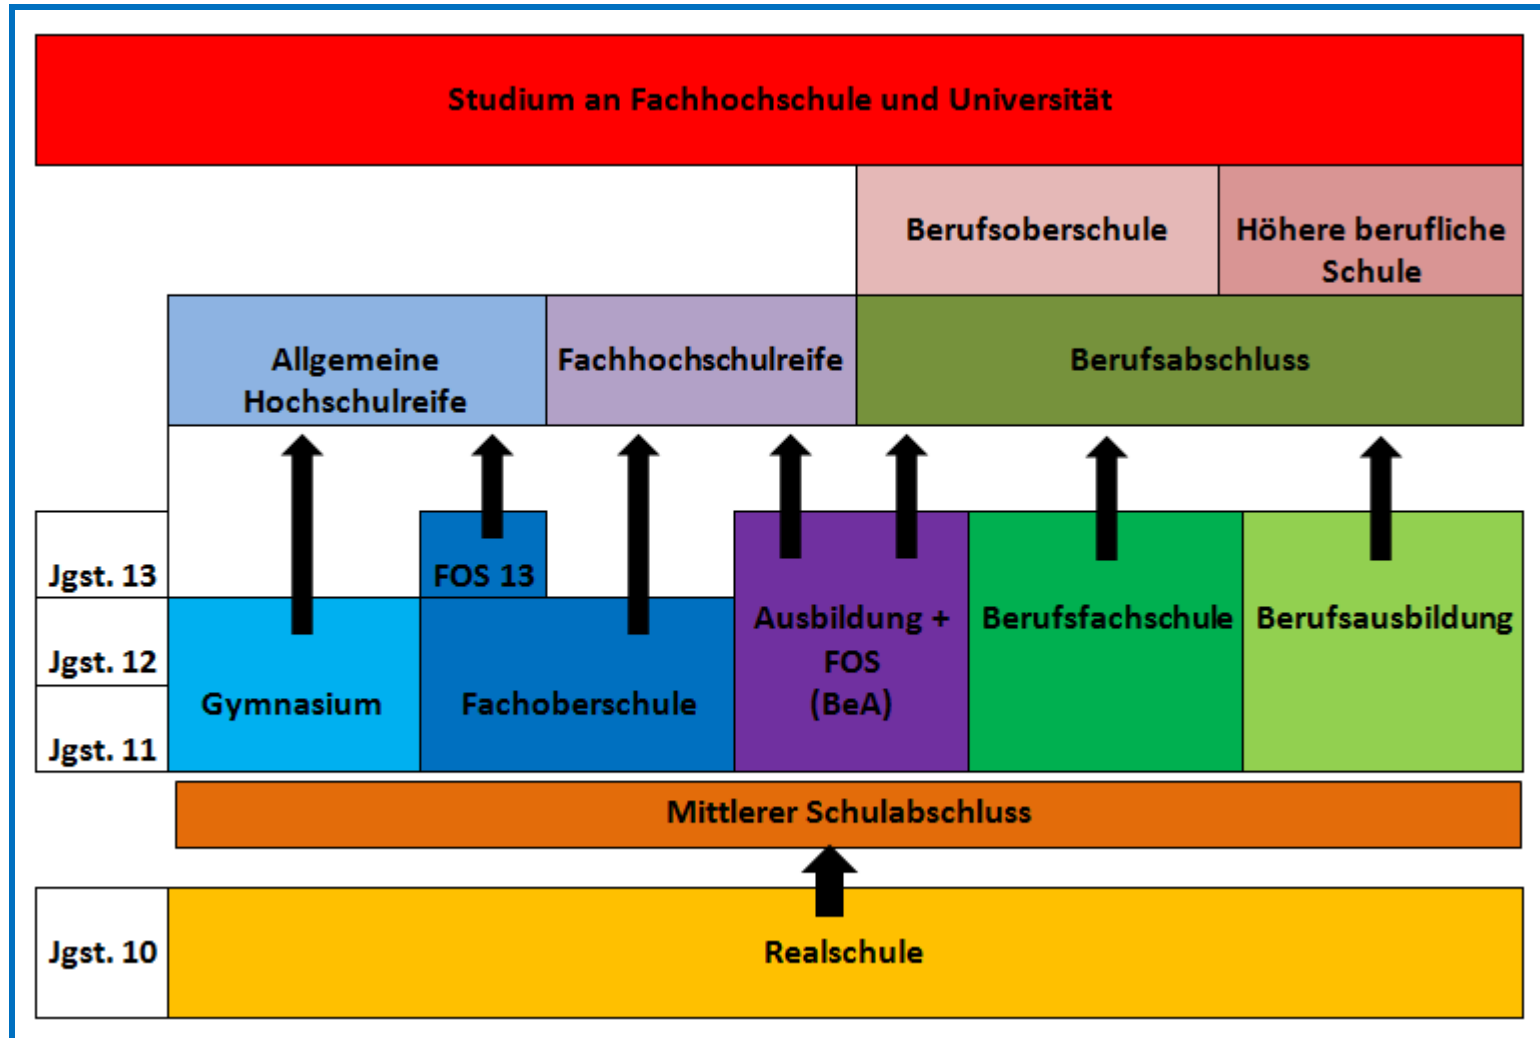 Studium an Fachhochschule und Universität
Berufsoberschule
Höhere berufliche
Schule
Allgemeine
Hochschulreife
Fachhochschulreife
Berufsabschluss
Jgst. 13
FOS 13
Jgst. 12
Jgst. 11
Gymnasium
Fachoberschule
Ausbildung +
FOS
(BeA)
Berufsfachschule
Berufsausbildung
Mittlerer Schulabschluss
Jgst. 10
Realschule